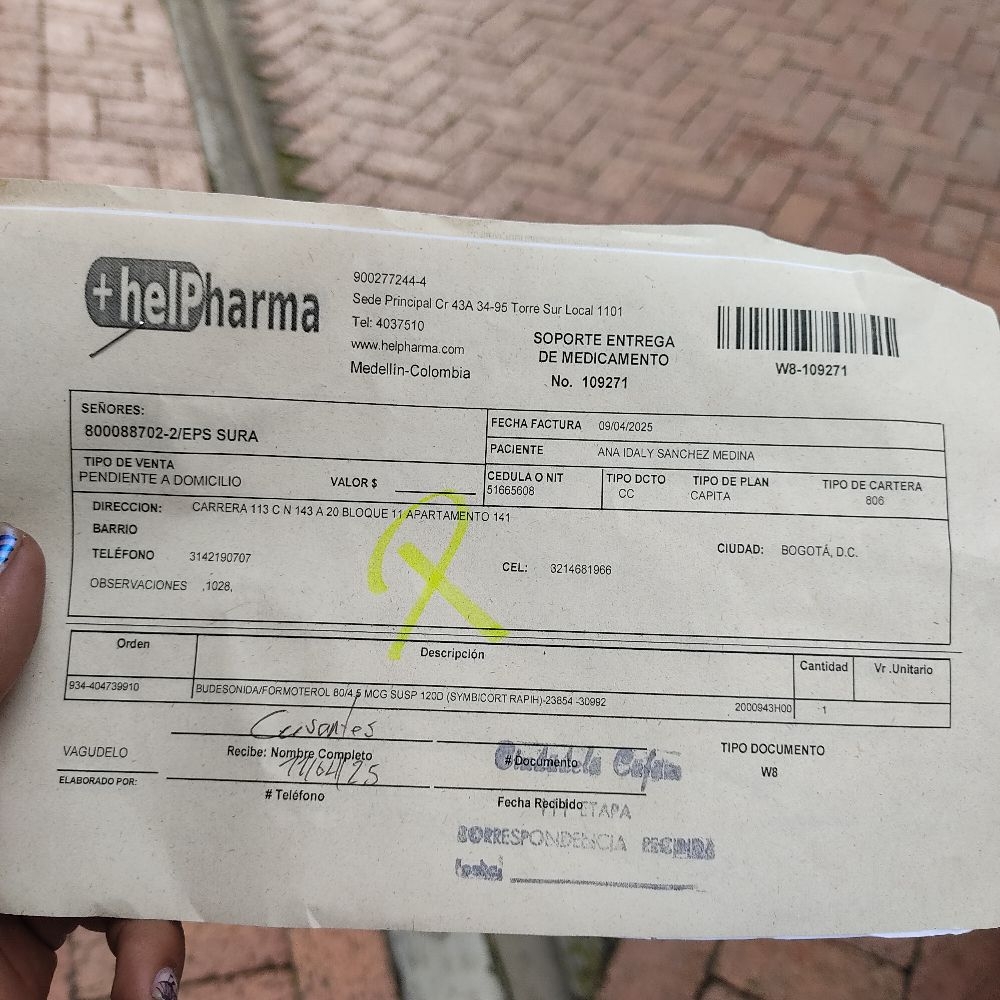 +helPharma
900277244-4
Sede Principal Cr 43A 34-95 Torre Sur Local 1101
Tel: 4037510
www.helpharma.com
Medellin-Colombia
SOPORTE ENTREGA
DE MEDICAMENTO
No. 109271
W8-109271
SEÑORES:
800088702-2/EPS SURA
FECHA FACTURA 09/04/2025
PACIENTE ANA IDALY SANCHEZ MEDINA
TIPO DE VENTA
PENDIENTE A DOMICILIO VALOR $
CEDULA O NIT
51665608
TIPO DCTO
CC
TIPO DE PLAN
CAPITA
TIPO DE CARTERA
806
DIRECCION: CARRERA 113 C N 143 A 20 BLOQUE 11 APARTAMENTO 141
BARRIO
TELÉFONO 3142190707
CEL: 3214681966
CIUDAD: BOGOTÁ, D.C.
OBSERVACIONES ,1028,
Orden Descripción Cantidad Vr .Unitario
934-404739910 BUDESONIDA/FORMOTEROL 80/4.5 MCG SUSP 120D (SYMBICORT RAPIH)-23854 -30992 2000943H00 1
VAGUDELO
ELABORADO POR:
Recibe: Nombre Completo
# Teléfono
# Documento
Fecha Recibido
ETAPA
CORRESPONDENCIA RECIBIDA
TIPO DOCUMENTO
W8